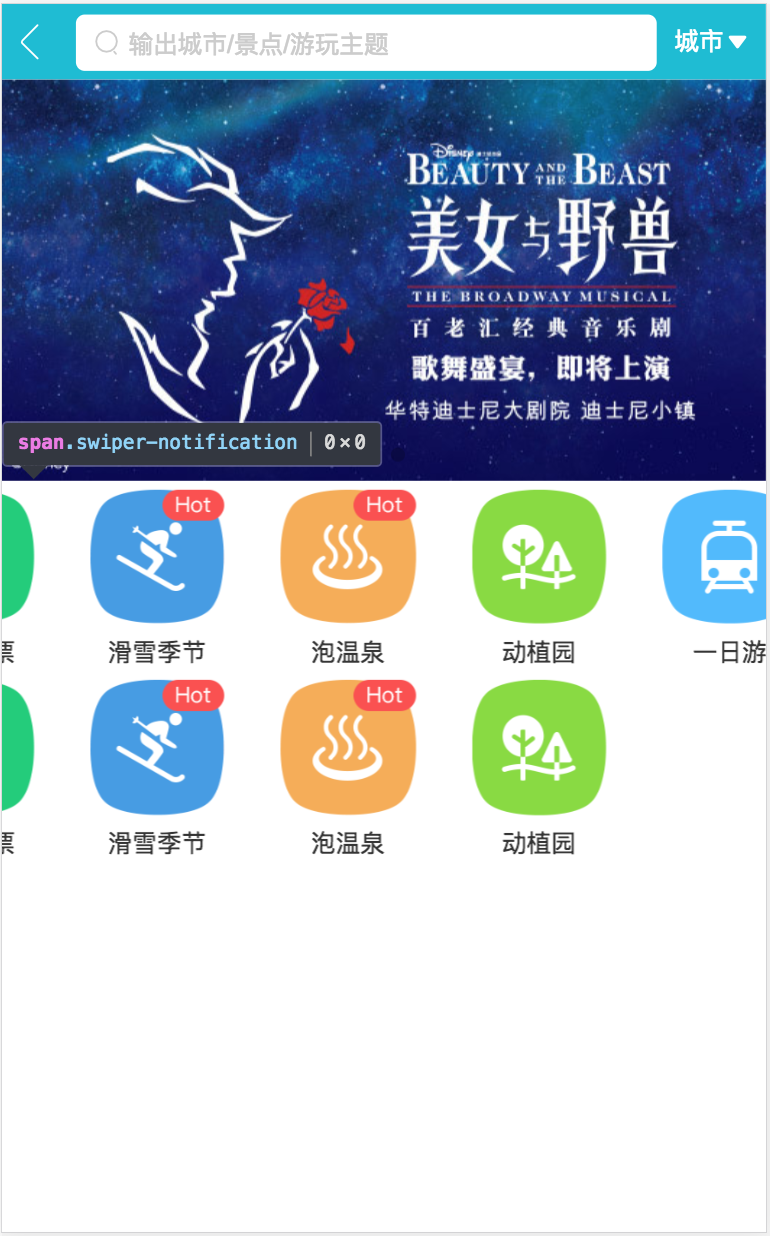 输出城市/景点/游玩主题
城市
Disney
BEAUTY AND THE BEAST
美女与野兽
THE BROADWAY MUSICAL
百老汇经典音乐剧
歌舞盛宴，即将上演
华特迪士尼大剧院 迪士尼小镇
span.swiper-notification | 0×0
Hot Hot
票 滑雪季节 泡温泉 动植园 一日游
Hot Hot
票 滑雪季节 泡温泉 动植园